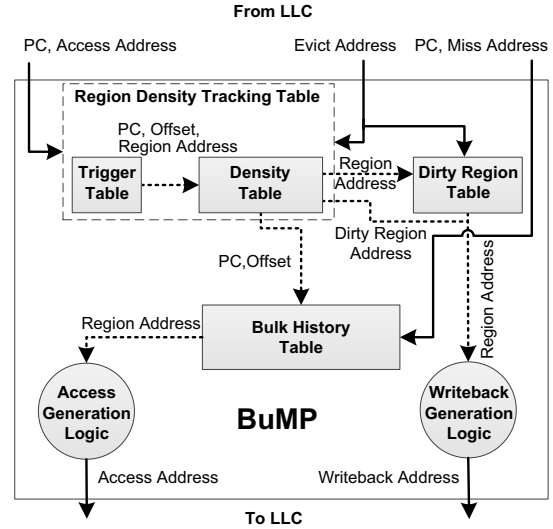 From LLC
PC, Access Address
Evict Address
PC, Miss Address
Region Density Tracking Table
PC, Offset,
Region Address
Trigger
Table
Density
Table
Region
Address
Dirty Region
Table
Dirty Region
Address
PC,Offset
Region Address
Region Address
Bulk History
Table
Access
Generation
Logic
BuMP
Writeback
Generation
Logic
Access Address
Writeback Address
To LLC